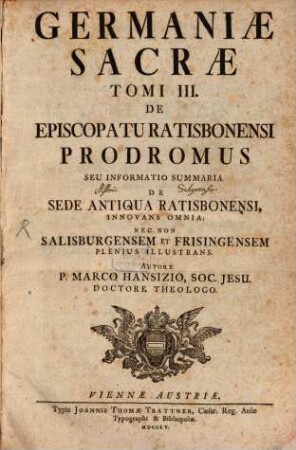 GERMANIÆ
SACRÆ
TOMI III.
DE
EPISCOPATU RATISBONENSI
PRODROMUS
SEU INFORMATIO SUMMARIA
DE
SEDE ANTIQUA RATISBONENSI,
INNOVANS OMNIA;
NEC NON
SALISBURGENSEM ET FRISINGENSEM
PLENIUS ILLUSTRANS.
AUTORE
P. MARCO HANSIZIO, SOC. JESU.
DOCTORE THEOLOGO.
VIENNÆ AUSTRIÆ,
Typis JOANNIS THOMÆ TRATTNER, Cæsar. Reg. Aulæ
Typographi & Bibliopolæ.
MDCCLV.